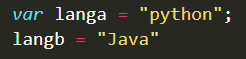 var langa = "python";
langb = "Java"